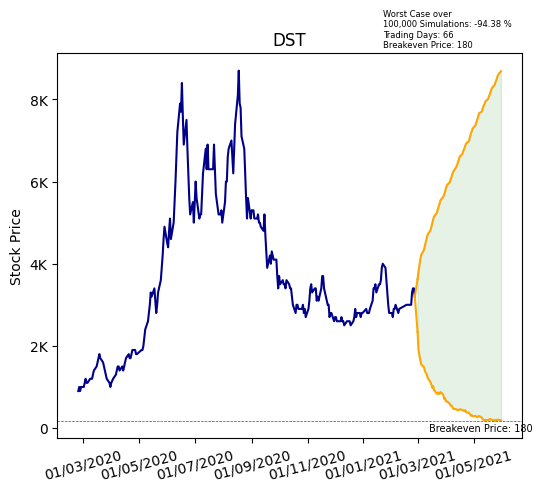 Worst Case over
100,000 Simulations: -94.38 %
Trading Days: 66
Breakeven Price: 180
DST
Stock Price
8K
6K
4K
2K
0
Breakeven Price: 180
01/03/2020
01/05/2020
01/07/2020
01/09/2020
01/11/2020
01/01/2021
01/03/2021
01/05/2021